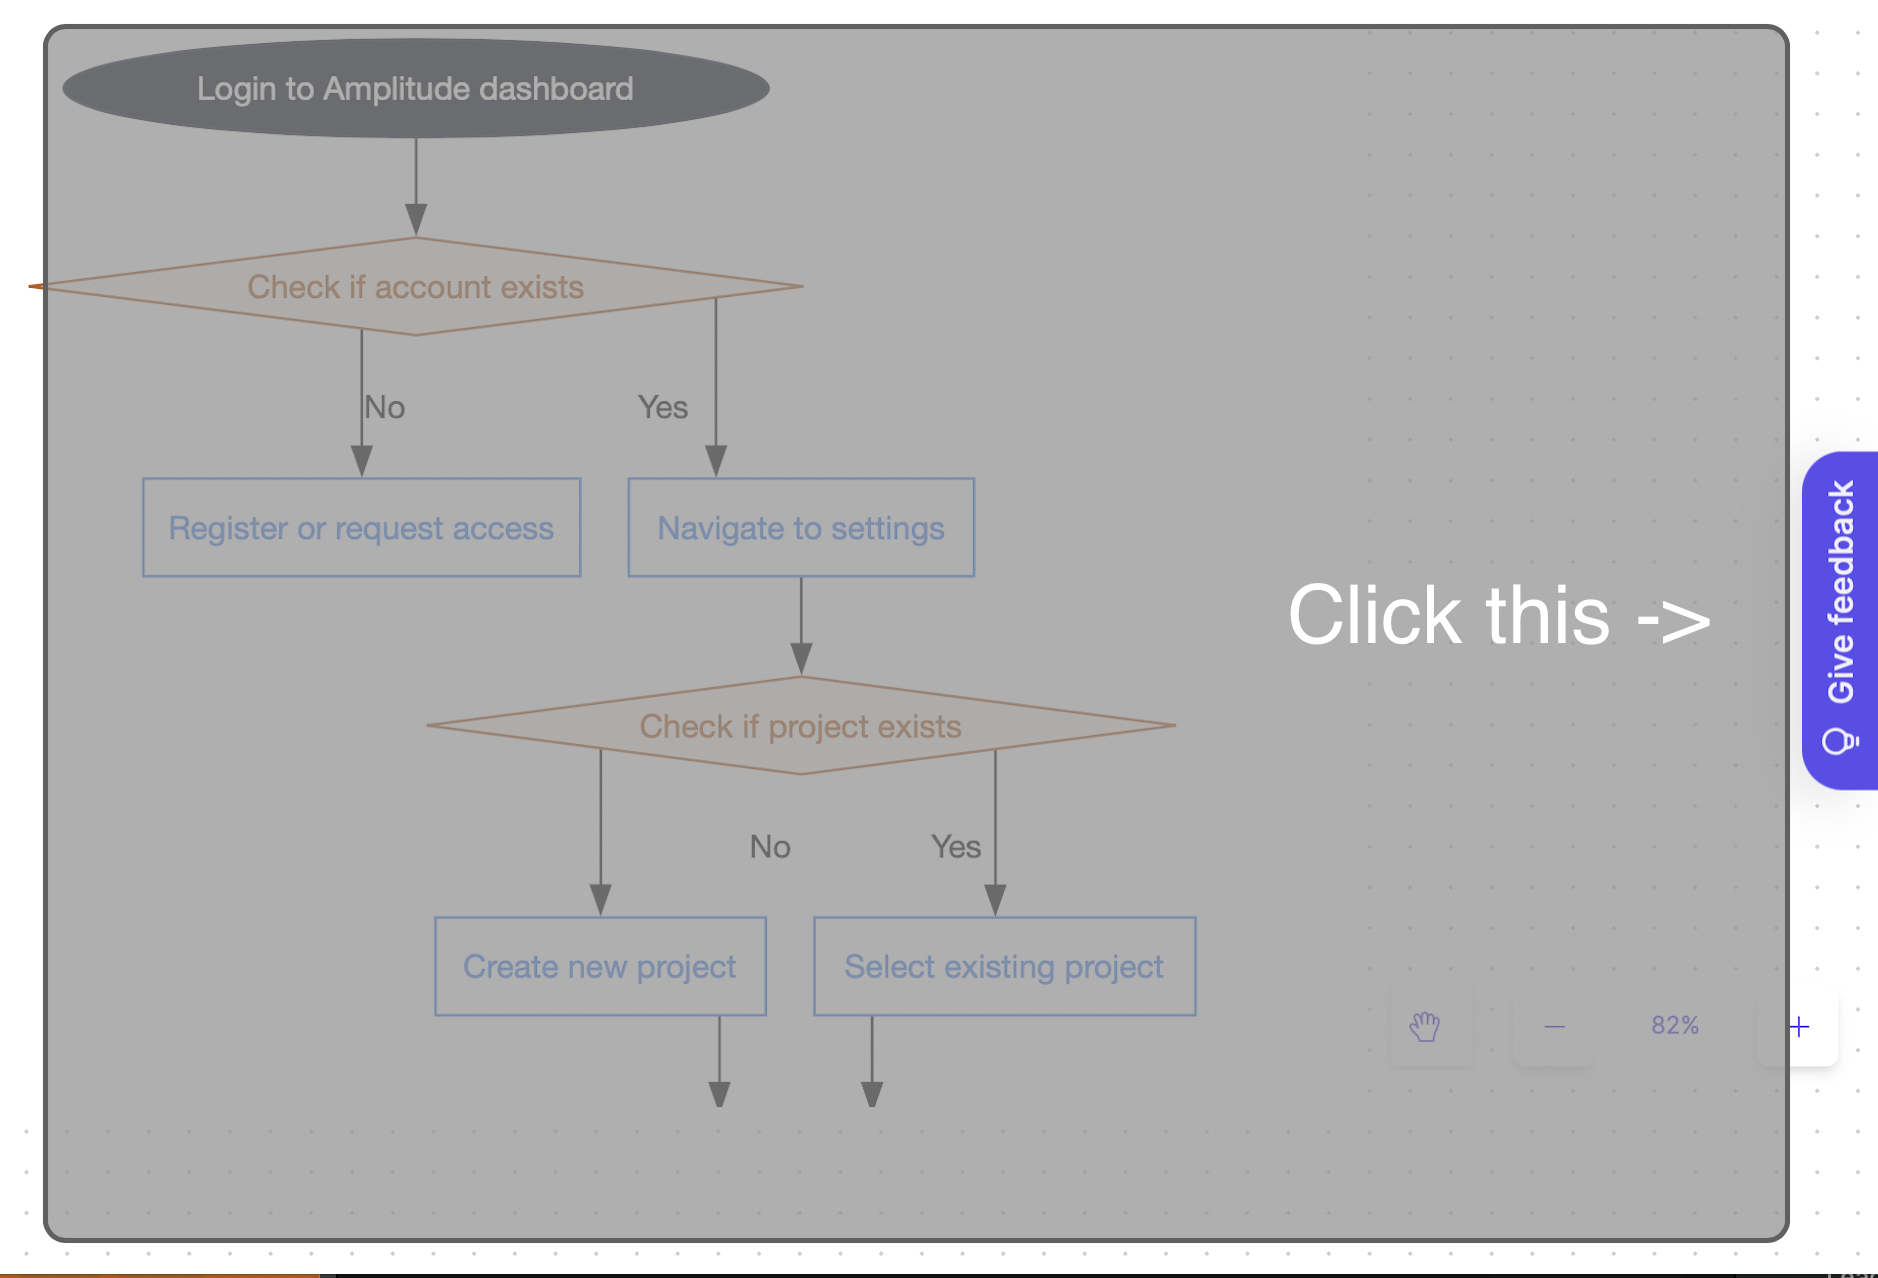 Login to Amplitude dashboard
Check if account exists
No
Yes
Register or request access
Navigate to settings
Click this ->
Give feedback
Check if project exists
No
Yes
Create new project
Select existing project
82%